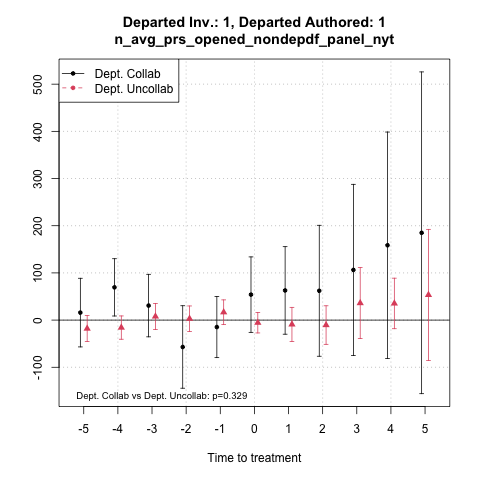 Departed Inv.: 1, Departed Authored: 1
n_avg_prs_opened_nondepdf_panel_nyt
Dept. Collab
Dept. Uncollab
500
400
300
200
100
0
-100
Dept. Collab vs Dept. Uncollab: p=0.329
-5 -4 -3 -2 -1 0 1 2 3 4 5
Time to treatment